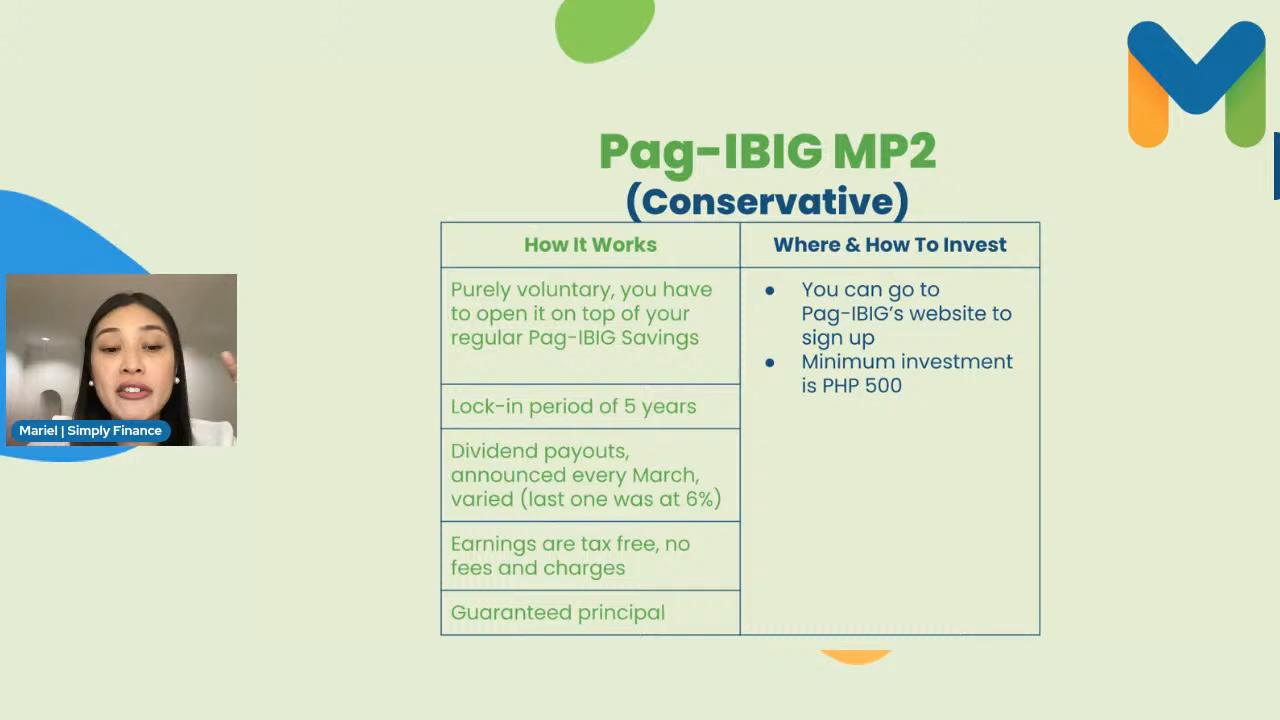 Pag-IBIG MP2
(Conservative)
How It Works
Where & How To Invest
Purely voluntary, you have
to open it on top of your
regular Pag-IBIG Savings
Lock-in period of 5 years
Dividend payouts,
announced every March,
varied (last one was at 6%)
Earnings are tax free, no
fees and charges
Guaranteed principal
● You can go to
Pag-IBIG's website to
sign up
● Minimum investment
is PHP 500
Mariel | Simply Finance